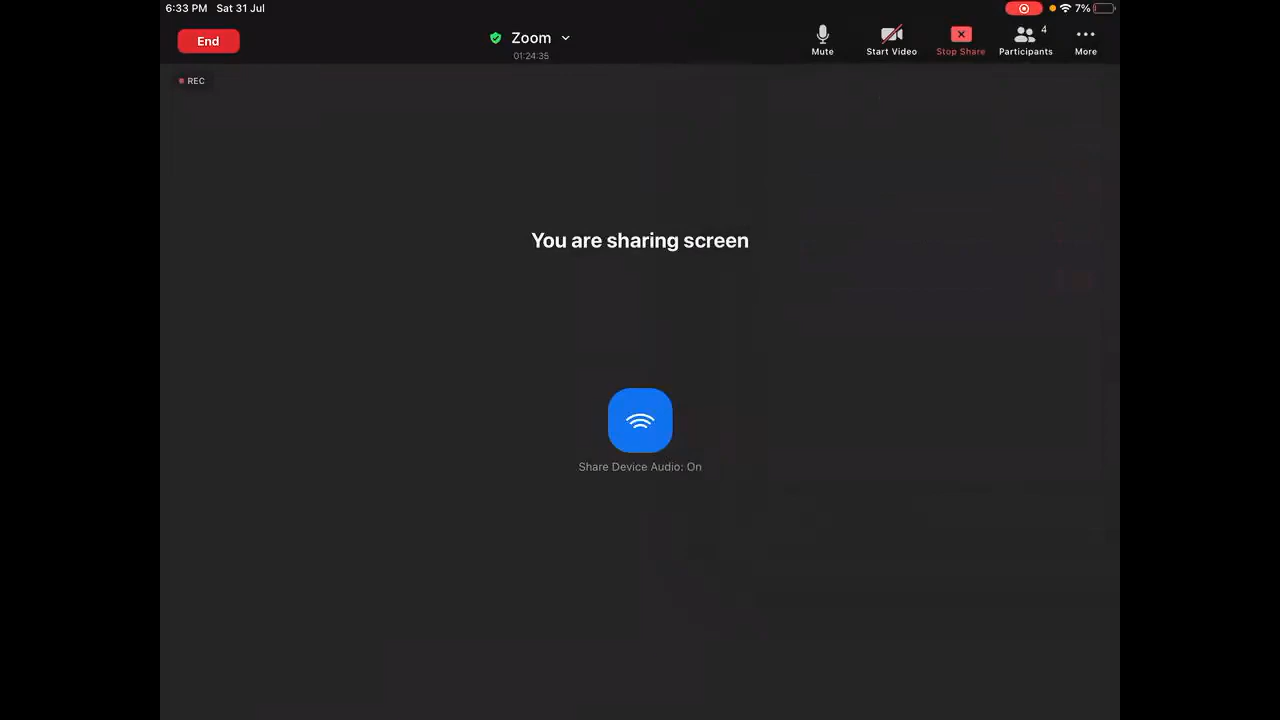 6:33 PM Sat 31 Jul 7%
End Zoom Mute Start Video Stop Share Participants 4 More
01:24:35
REC
You are sharing screen
Share Device Audio: On